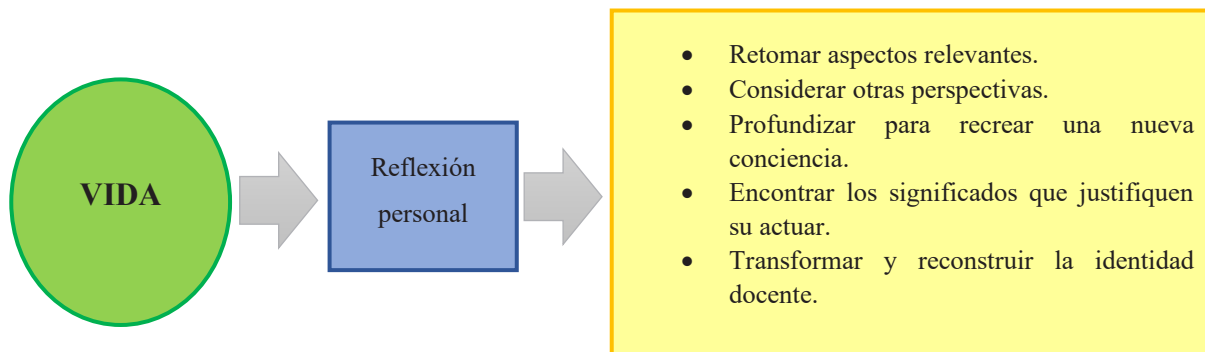 VIDA
Reflexión
personal
• Retomar aspectos relevantes.
• Considerar otras perspectivas.
• Profundizar para recrear una nueva
conciencia.
• Encontrar los significados que justifiquen
su actuar.
• Transformar y reconstruir la identidad
docente.